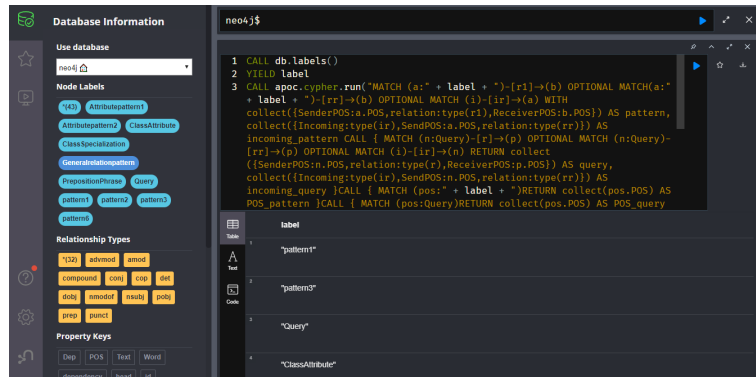 Database Information
Use database
neo4j
Node Labels
*(43) Attributepattern1
Attributepattern2 ClassAttribute
ClassSpecialization
Generalrelationpattern
PrepositionPhrase Query
pattern1 pattern2 pattern3
pattern6
Relationship Types
*(32) advmod amod
compound conj cop det
dobj nmodof nsubj pobj
prep punct
Property Keys
Dep POS Text Word
dependency head id
neo4j$
1 CALL db.labels()
2 YIELD label
3 CALL apoc.cypher.run("MATCH (a:" + label + ")-[r1]→(b) OPTIONAL MATCH(a:"
+ label + ")-[rr]→(b) OPTIONAL MATCH (i)-[ir]→(a) WITH
collect({SenderPOS:a.POS,relation:type(r1),ReceiverPOS:b.POS}) AS pattern,
collect({Incoming:type(ir),SendPOS:a.POS,relation:type(rr)}) AS
incoming_pattern CALL { MATCH (n:Query)-[r]→(p) OPTIONAL MATCH (n:Query)-
[rr]→(p) OPTIONAL MATCH (i)-[ir]→(n) RETURN collect
({SenderPOS:n.POS,relation:type(r),ReceiverPOS:p.POS}) AS query,
collect({Incoming:type(ir),SendPOS:n.POS,relation:type(rr)}) AS
incoming_query }CALL { MATCH (pos:" + label + ")RETURN collect(pos.POS) AS
POS_pattern }CALL { MATCH (pos:Query)RETURN collect(pos.POS) AS POS_query
Table
Text
Code
label
1 "pattern1"
2 "pattern3"
3 "Query"
4 "ClassAttribute"